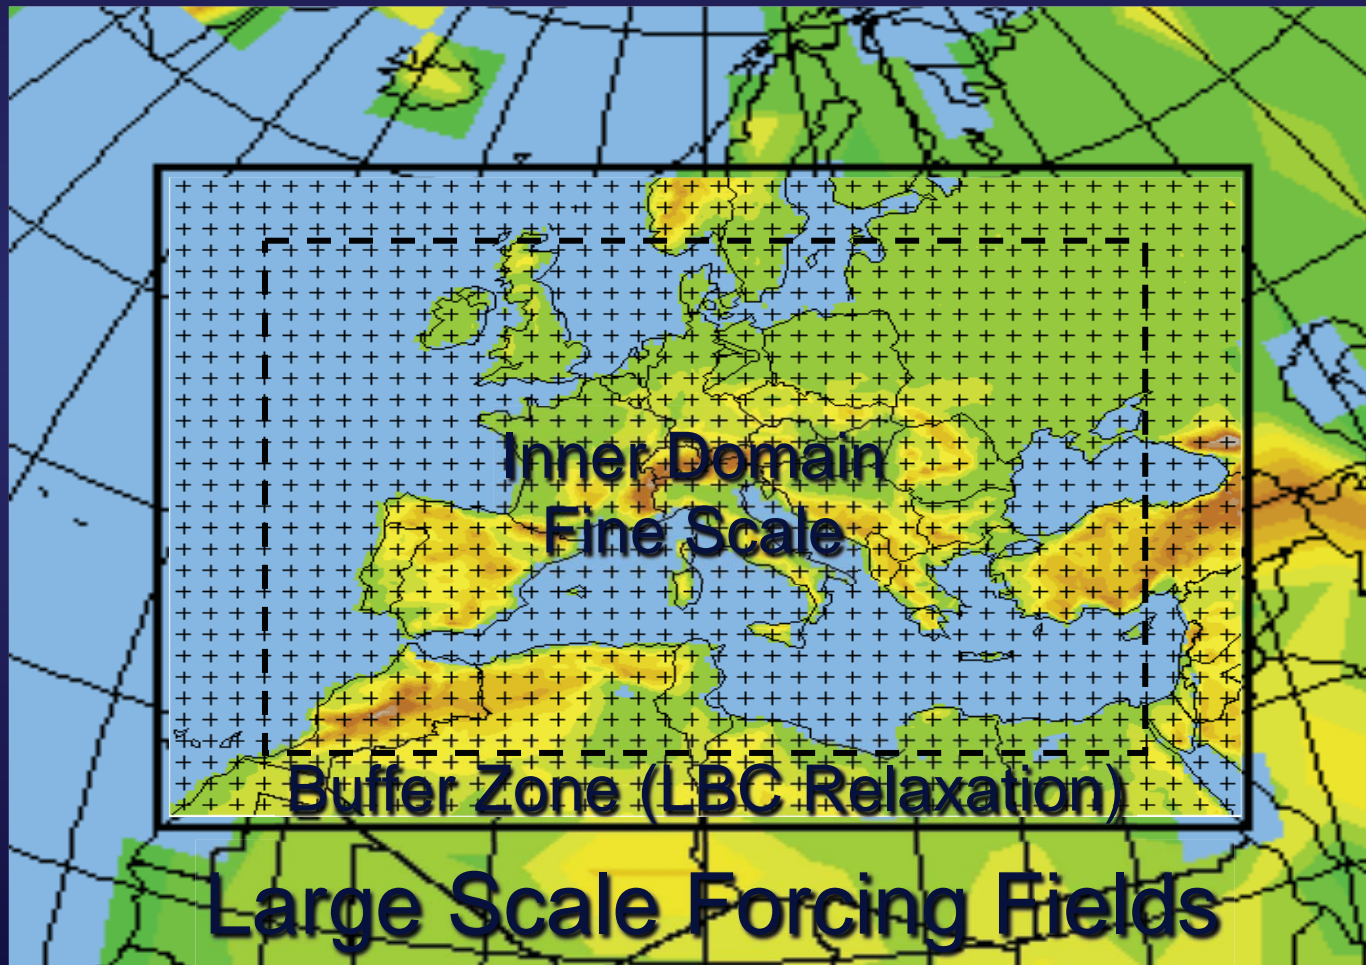 Inner Domain
Fine Scale
Buffer Zone (LBC Relaxation)
Large Scale Forcing Fields